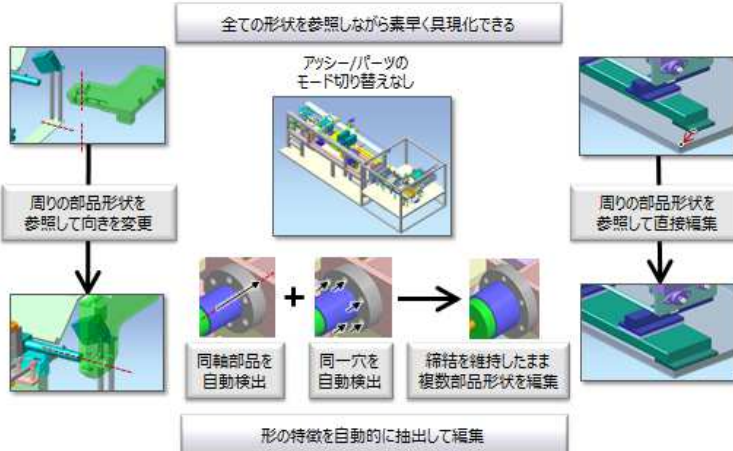 全ての形状を参照しながら素早く具現化できる
アッシー/パーツの
モード切り替えなし
周りの部品形状を
参照して向きを変更
周りの部品形状を
参照して直接編集
同軸部品を
自動検出
+
同一穴を
自動検出
締結を維持したまま
複数部品形状を編集
形の特徴を自動的に抽出して編集